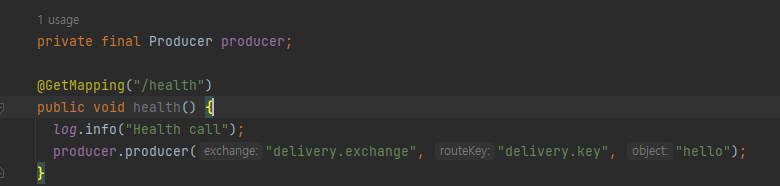 1 usage
private final Producer producer;
@GetMapping("/health")
public void health() {
log.info("Health call");
producer.producer( exchange: "delivery.exchange", routeKey: "delivery.key", object: "hello");
}